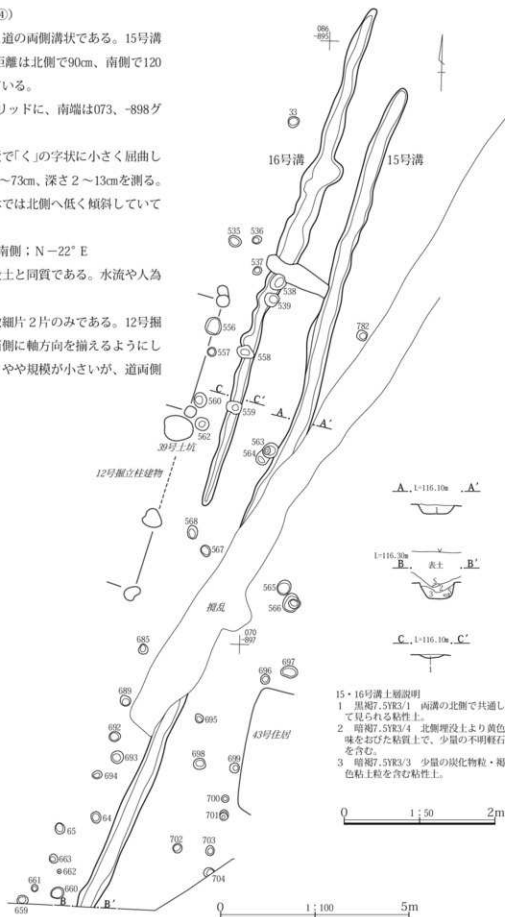 ④)
道の両側溝状である。15号溝
距離は北側で90cm、南側で120
いる。
リッドに、南端は073、-898グ
で「く」の字状に小さく屈曲し
～73cm、深さ2～13cmを測る。
では北側へ低く傾斜していて
南側；N－22°E
土と同質である。水流や人為
細片2片のみである。12号掘
側に軸方向を揃えるようにし
やや規模が小さいが、道両側
086
-895
33
16号溝
15号溝
535
536
537
538
539
556
557
558
782
560
C
C′
559
A
A′
562
39号土坑
563
564
12号掘立柱建物
568
567
565
566
攪乱
070
-897
685
696
697
689
43号住居
695
692
693
698
699
694
700
64
701
65
702
703
663
662
704
661
660
659
B
B′
A L=116.10m A′
L=116.30m
B 表土 B′
C L=116.10m C′
15・16号溝土層説明
1 黒褐7.5YR3/1 両溝の北側で共通し
て見られる粘性土。
2 暗褐7.5YR3/4 北側埋没土より黄色
味をおびた粘質土で、少量の不明軽石
を含む。
3 暗褐7.5YR3/3 少量の炭化物粒・褐
色粘土粒を含む粘性土。
0 1：50 2m
0 1：100 5m